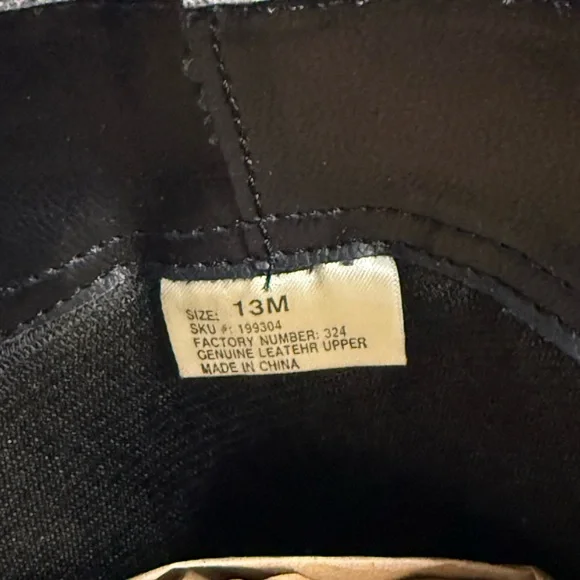 SIZE: 13M
SKU #: 199304
FACTORY NUMBER: 324
GENUINE LEATEHR UPPER
MADE IN CHINA